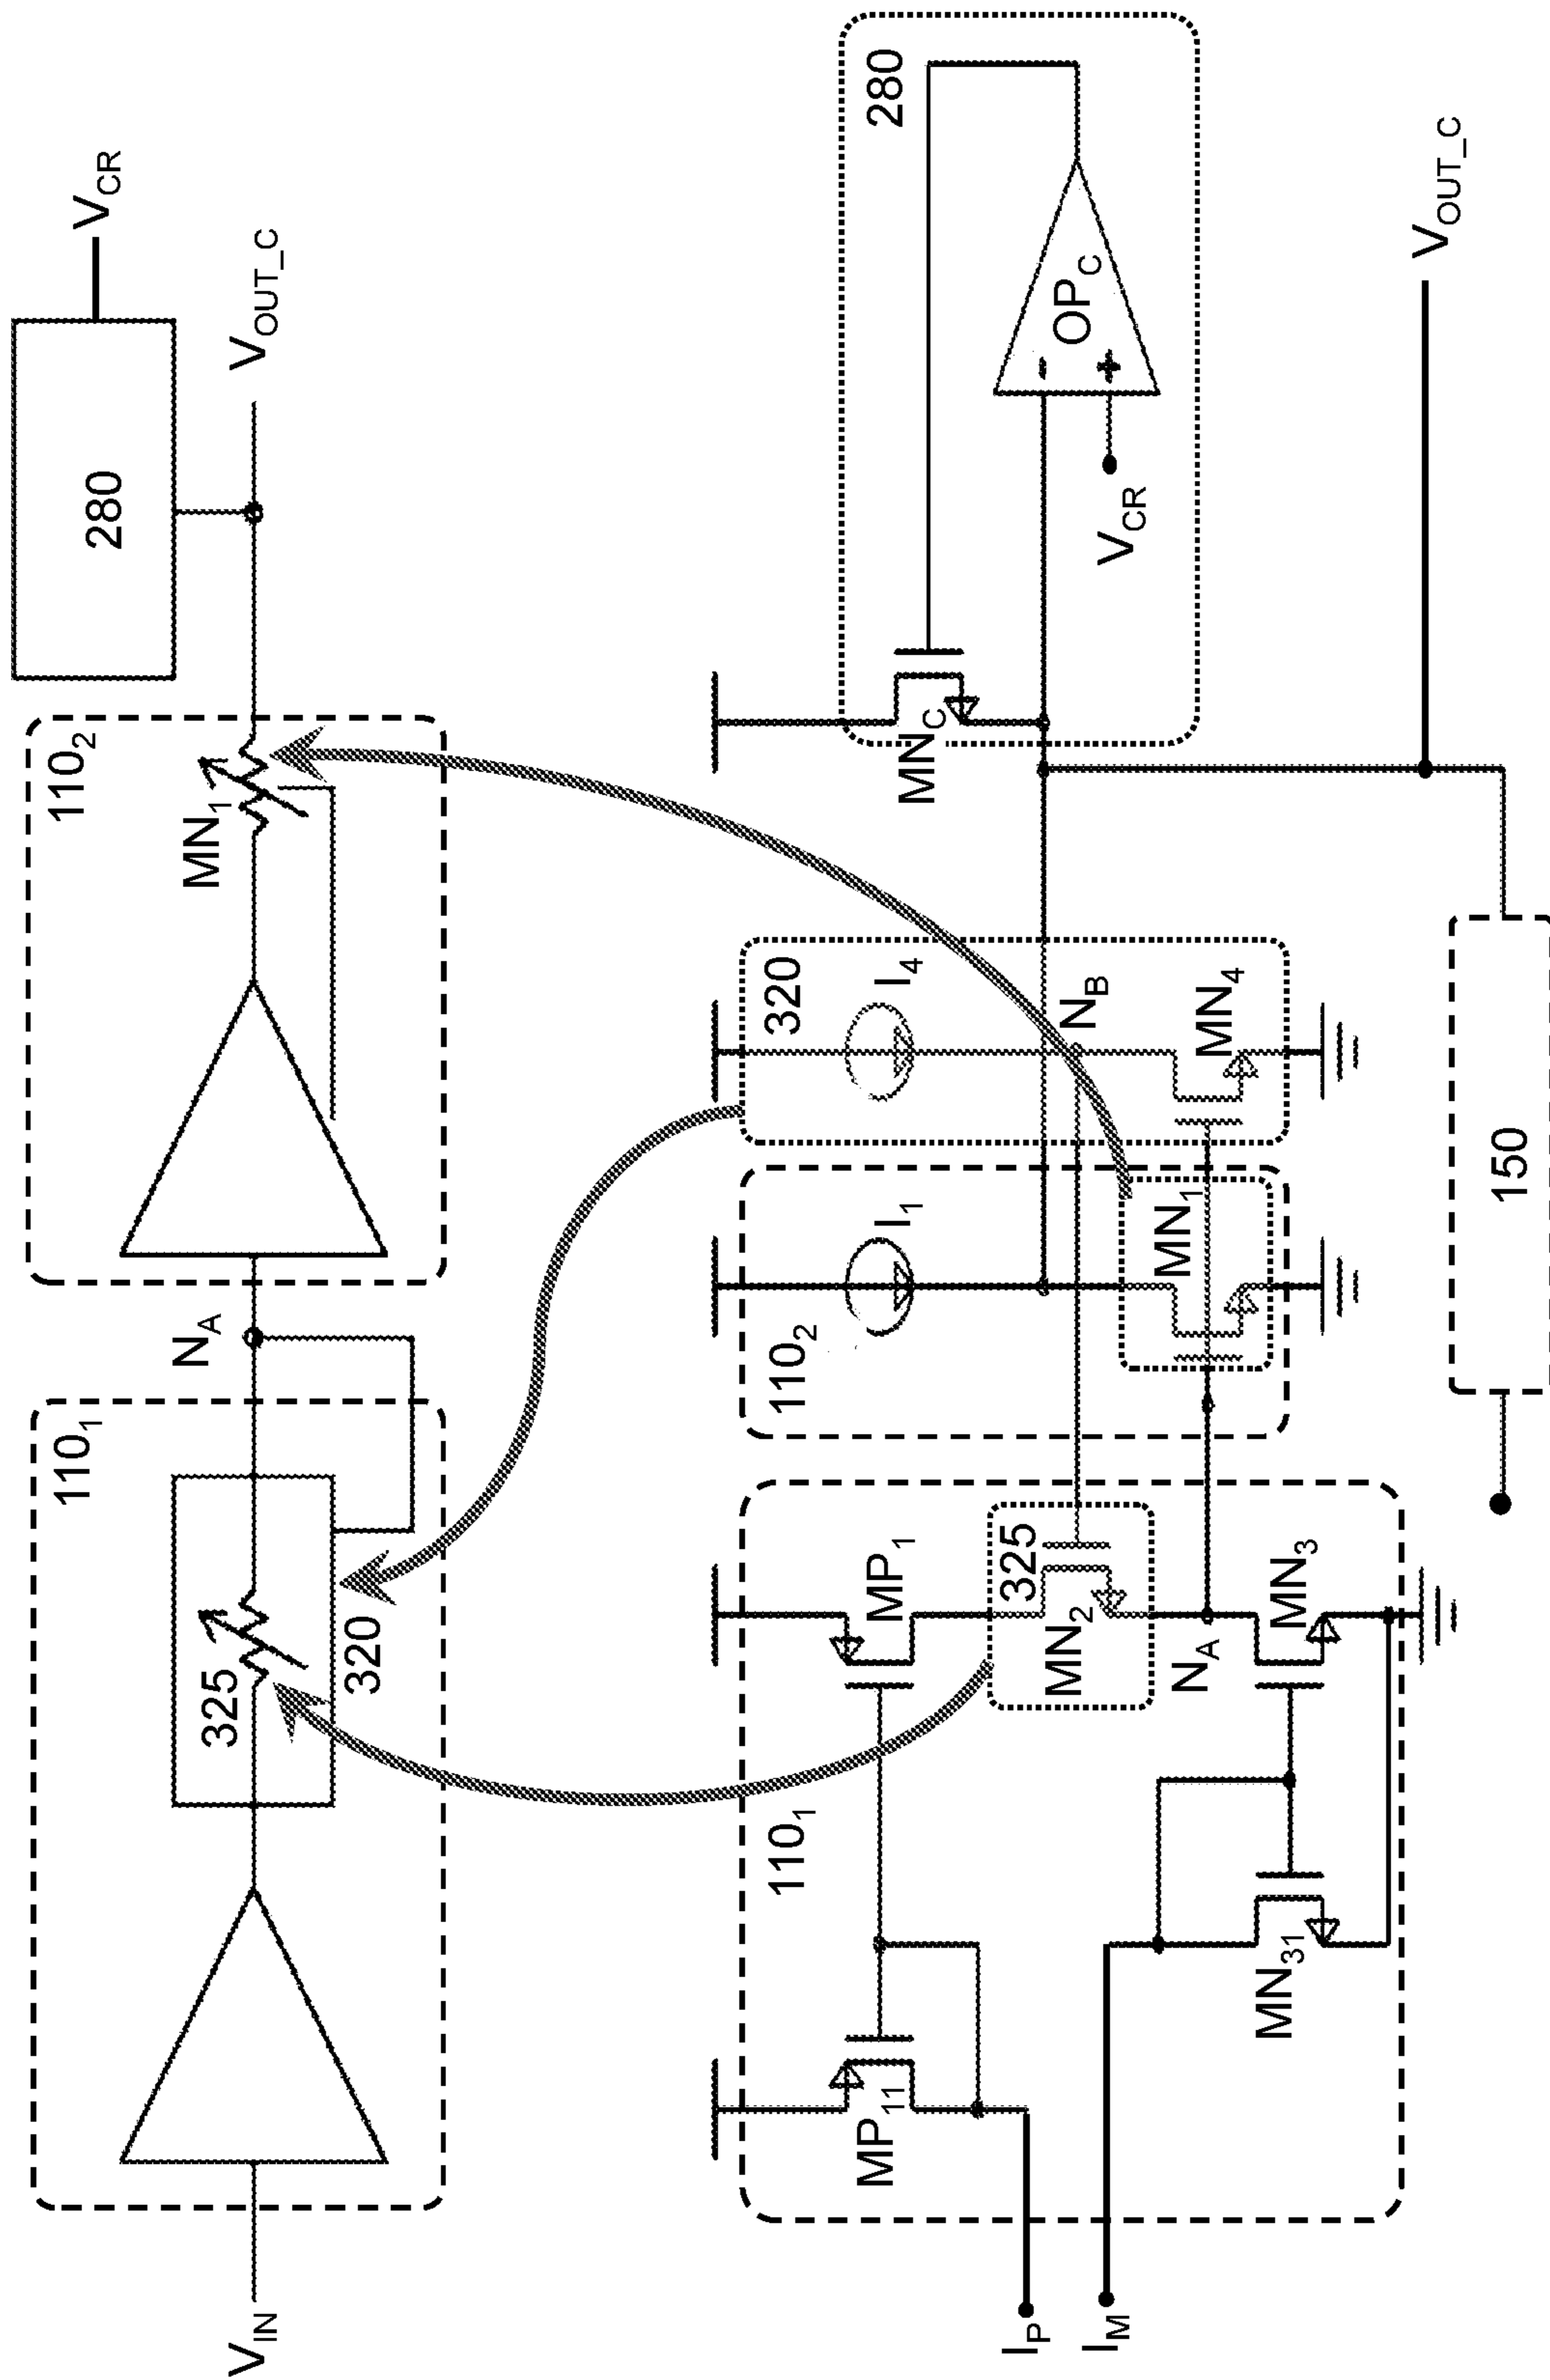 V_IN
110_1
325
320
N_A
110_2
MN_1
280
V_CR
V_OUT_C
I_P
I_M
110_1
MP_11
MP_1
325
MN_2
N_A
MN_3
MN_31
110_2
I_1
MN_1
320
I_4
N_B
MN_4
280
MN_C
OP_C
-
+
V_CR
V_OUT_C
150